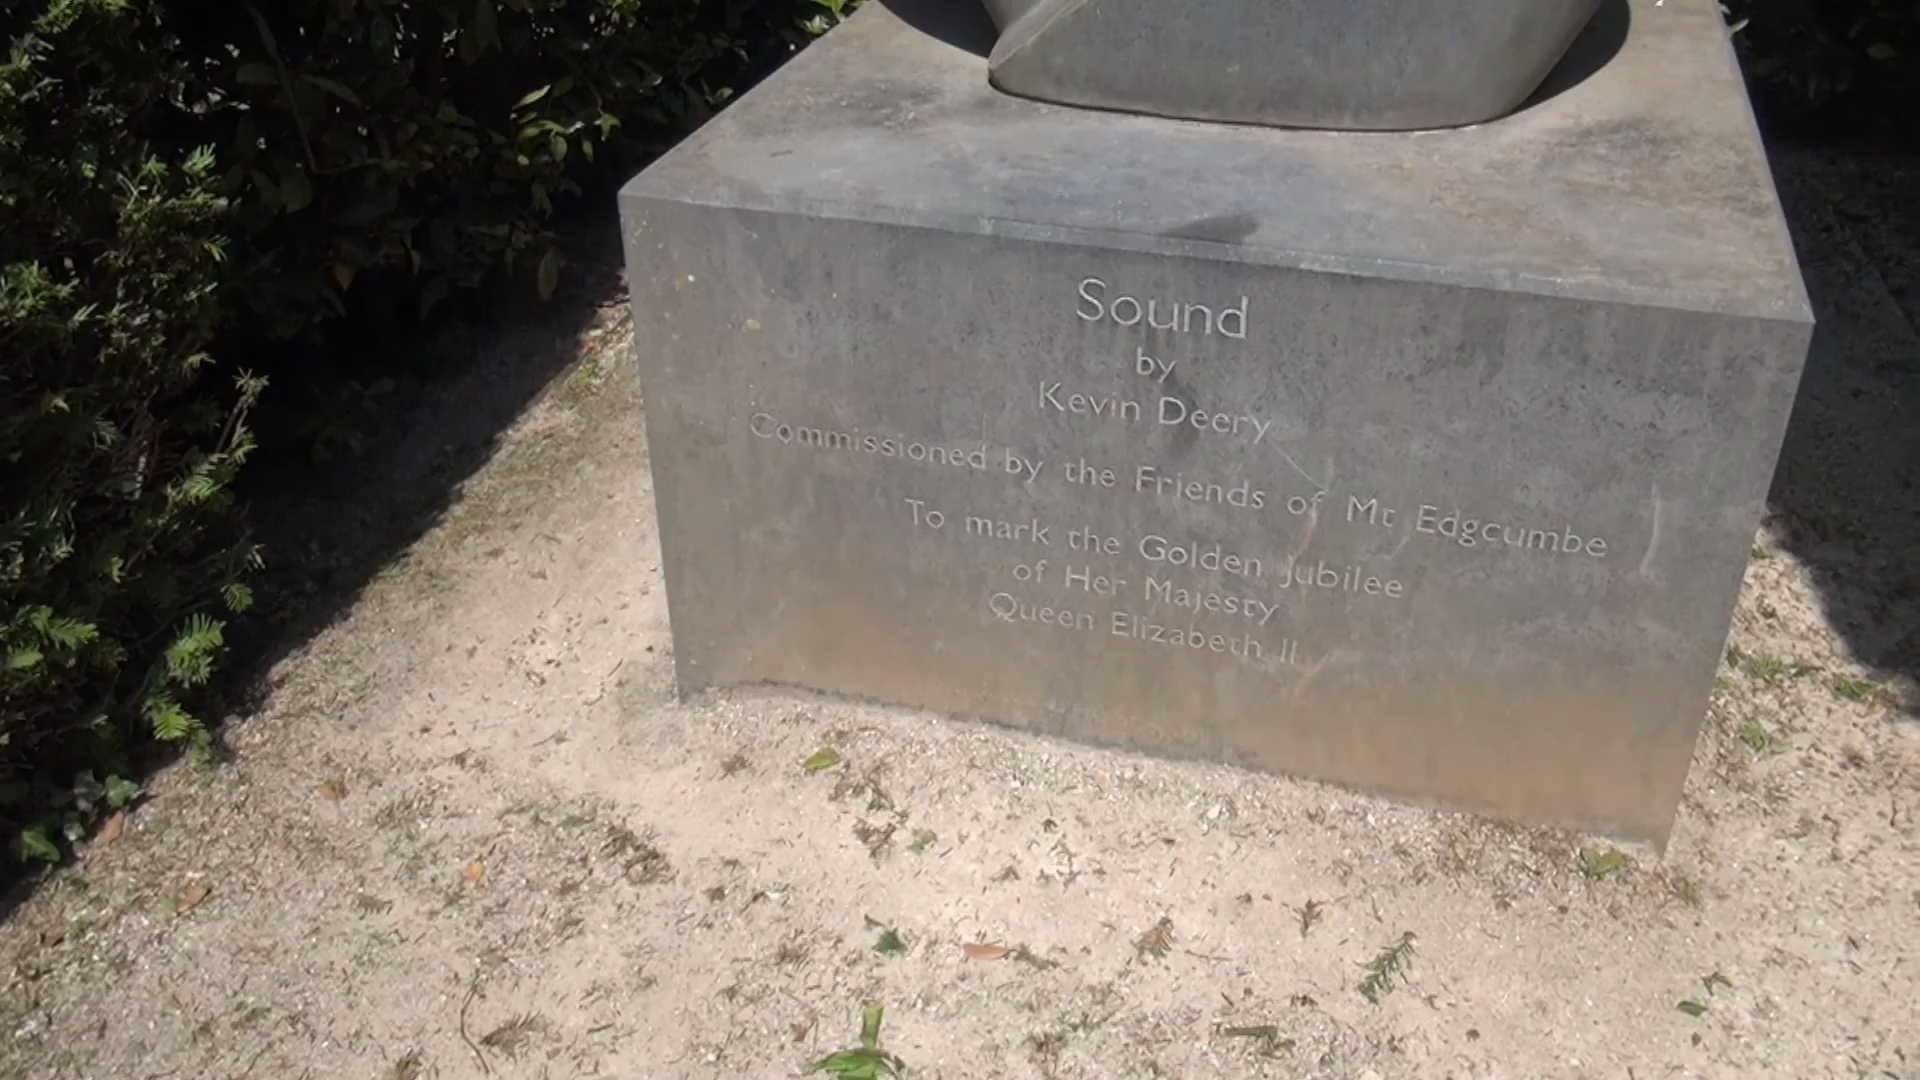 Sound
by
Kevin Deery
Commissioned by the Friends of Mt Edgcumbe
To mark the Golden Jubilee
of Her Majesty
Queen Elizabeth II